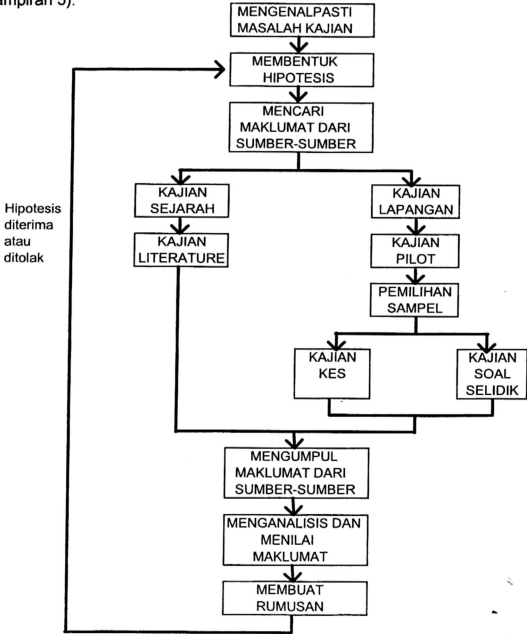 mpiran 5).
MENGENALPASTI
MASALAH KAJIAN
MEMBENTUK
HIPOTESIS
MENCARI
MAKLUMAT DARI
SUMBER-SUMBER
KAJIAN
SEJARAH
KAJIAN
LAPANGAN
Hipotesis
diterima
atau
ditolak
KAJIAN
LITERATURE
KAJIAN
PILOT
PEMILIHAN
SAMPEL
KAJIAN
KES
KAJIAN
SOAL
SELIDIK
MENGUMPUL
MAKLUMAT DARI
SUMBER-SUMBER
MENGANALISIS DAN
MENILAI
MAKLUMAT
MEMBUAT
RUMUSAN